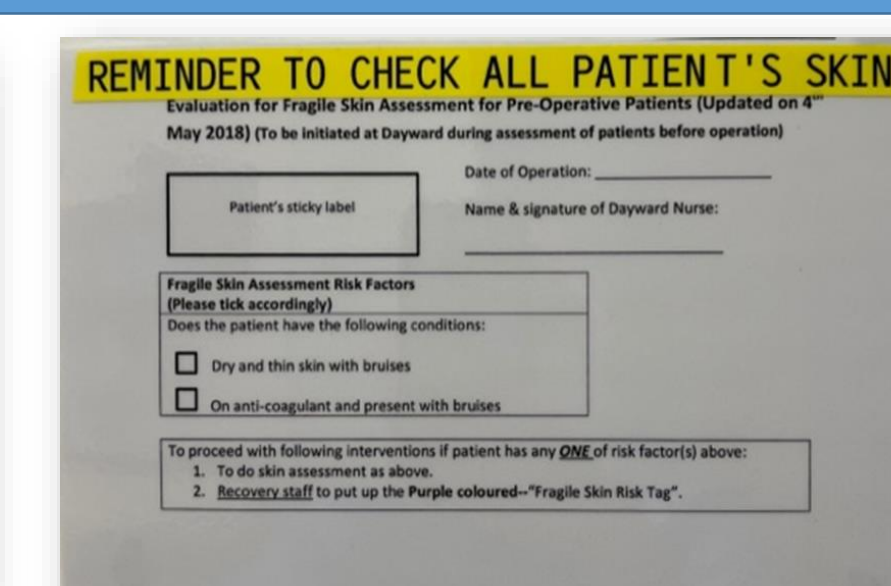 REMINDER TO CHECK ALL PATIENT'S SKIN
Evaluation for Fragile Skin Assessment for Pre-Operative Patients (Updated on 4th
May 2018) (To be initiated at Dayward during assessment of patients before operation)
Patient's sticky label
Date of Operation:
Name & signature of Dayward Nurse:
Fragile Skin Assessment Risk Factors
(Please tick accordingly)
Does the patient have the following conditions:
Dry and thin skin with bruises
On anti-coagulant and present with bruises
To proceed with following interventions if patient has any ONE of risk factor(s) above:
1. To do skin assessment as above.
2. Recovery staff to put up the Purple coloured--"Fragile Skin Risk Tag".